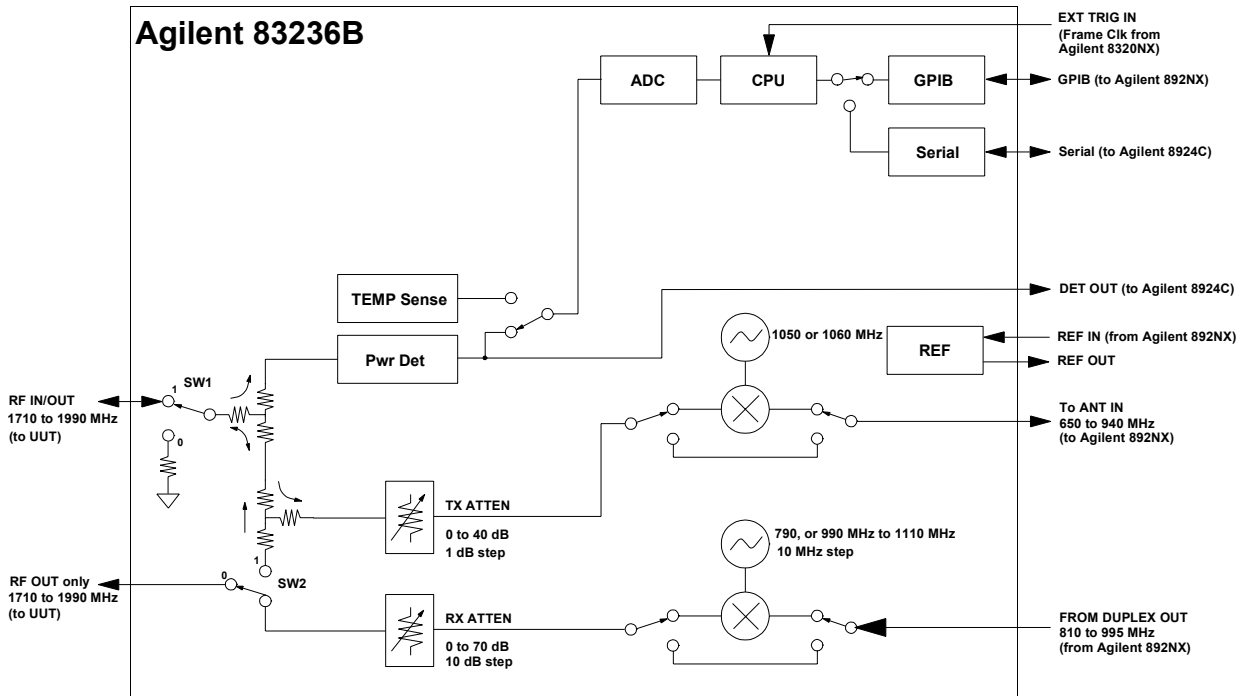 Agilent 83236B
EXT TRIG IN
(Frame Clk from
Agilent 8320NX)
ADC
CPU
GPIB
GPIB (to Agilent 892NX)
Serial
Serial (to Agilent 8924C)
TEMP Sense
DET OUT (to Agilent 8924C)
1050 or 1060 MHz
REF
REF IN (from Agilent 892NX)
REF OUT
Pwr Det
RF IN/OUT
1710 to 1990 MHz
(to UUT)
1
SW1
0
To ANT IN
650 to 940 MHz
(to Agilent 892NX)
TX ATTEN
0 to 40 dB
1 dB step
790, or 990 MHz to 1110 MHz
10 MHz step
1
0
SW2
RF OUT only
1710 to 1990 MHz
(to UUT)
RX ATTEN
0 to 70 dB
10 dB step
FROM DUPLEX OUT
810 to 995 MHz
(from Agilent 892NX)